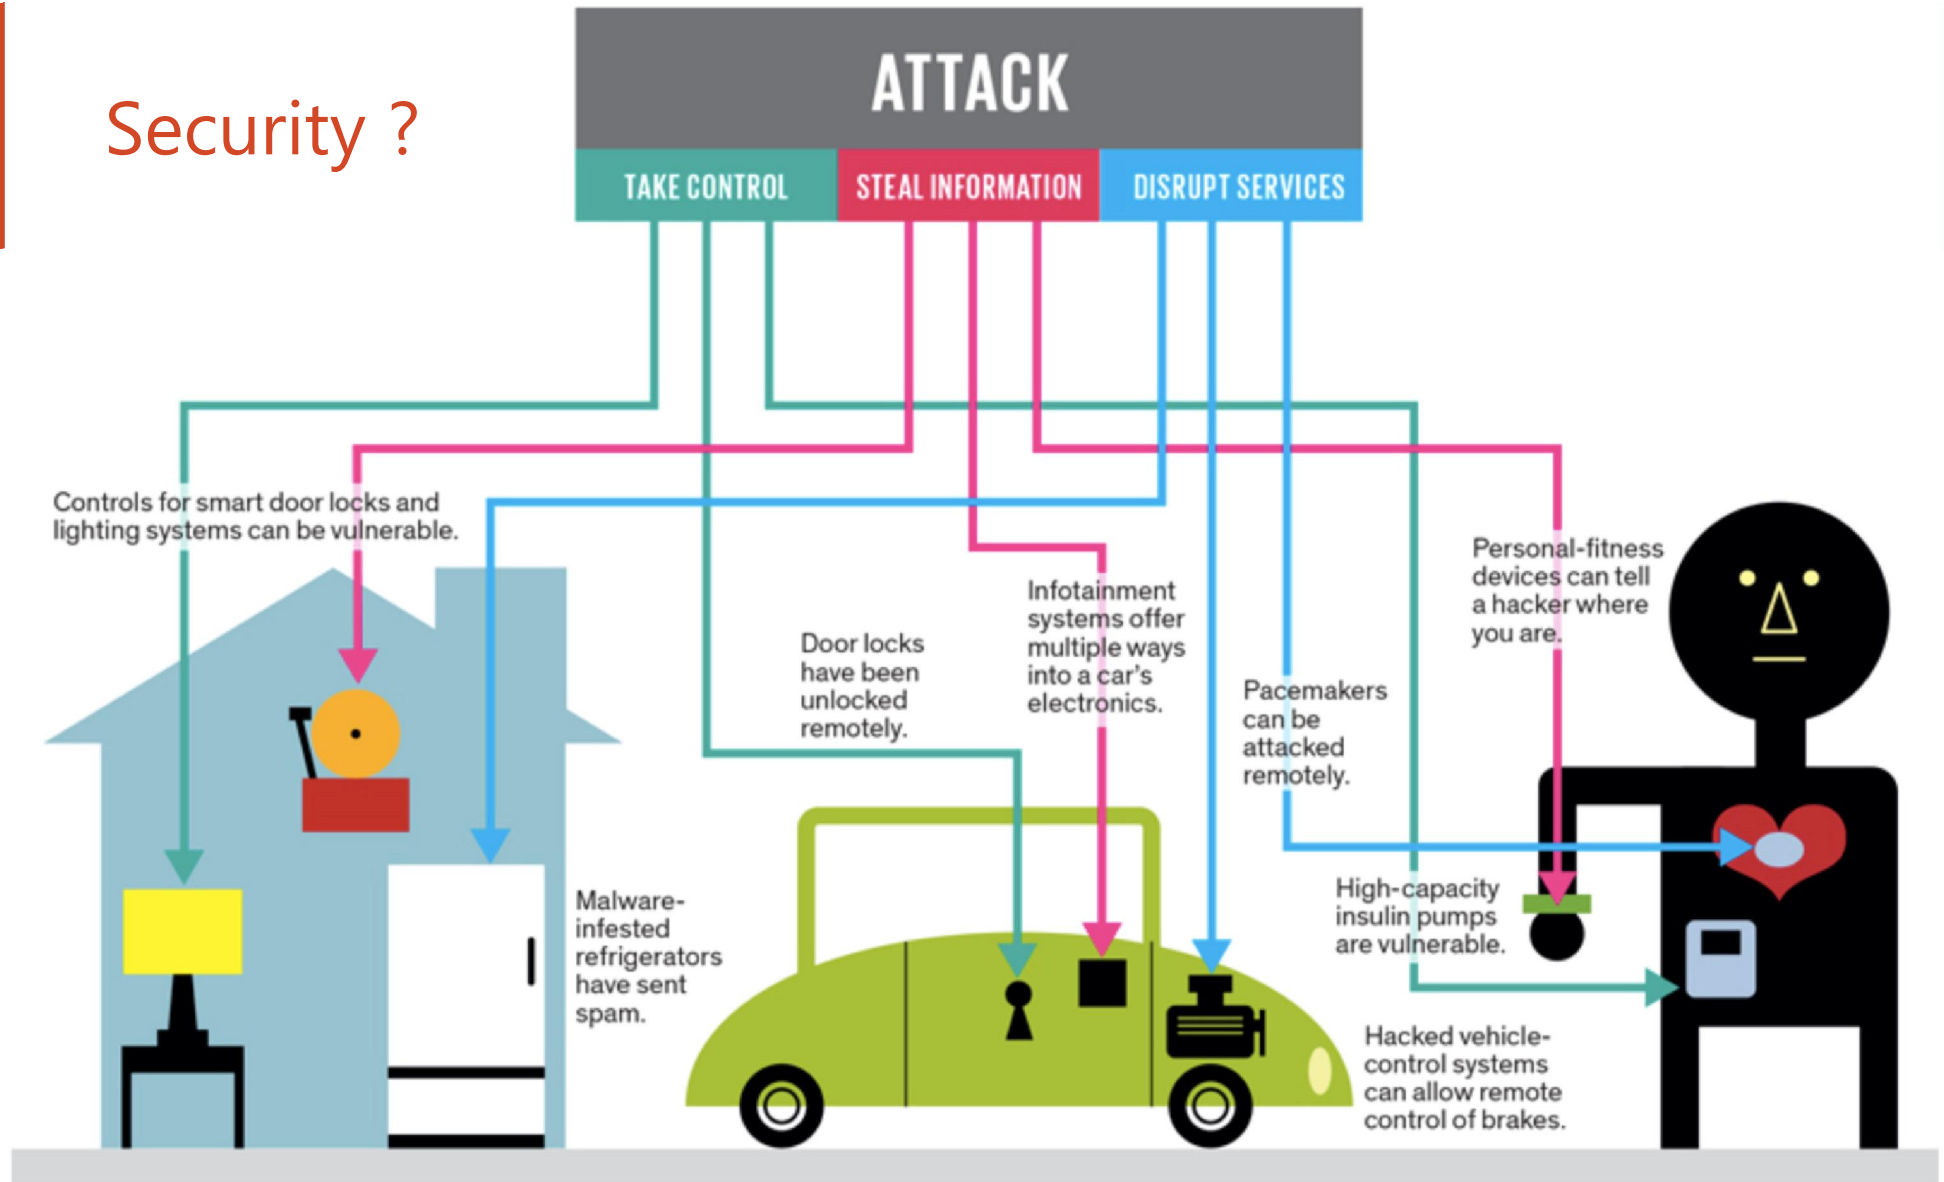 Security ?
ATTACK
TAKE CONTROL
STEAL INFORMATION
DISRUPT SERVICES
Controls for smart door locks and
lighting systems can be vulnerable.
Malware-
infested
refrigerators
have sent
spam.
Door locks
have been
unlocked
remotely.
Infotainment
systems offer
multiple ways
into a car's
electronics.
Pacemakers
can be
attacked
remotely.
Personal-fitness
devices can tell
a hacker where
you are.
High-capacity
insulin pumps
are vulnerable.
Hacked vehicle-
control systems
can allow remote
control of brakes.